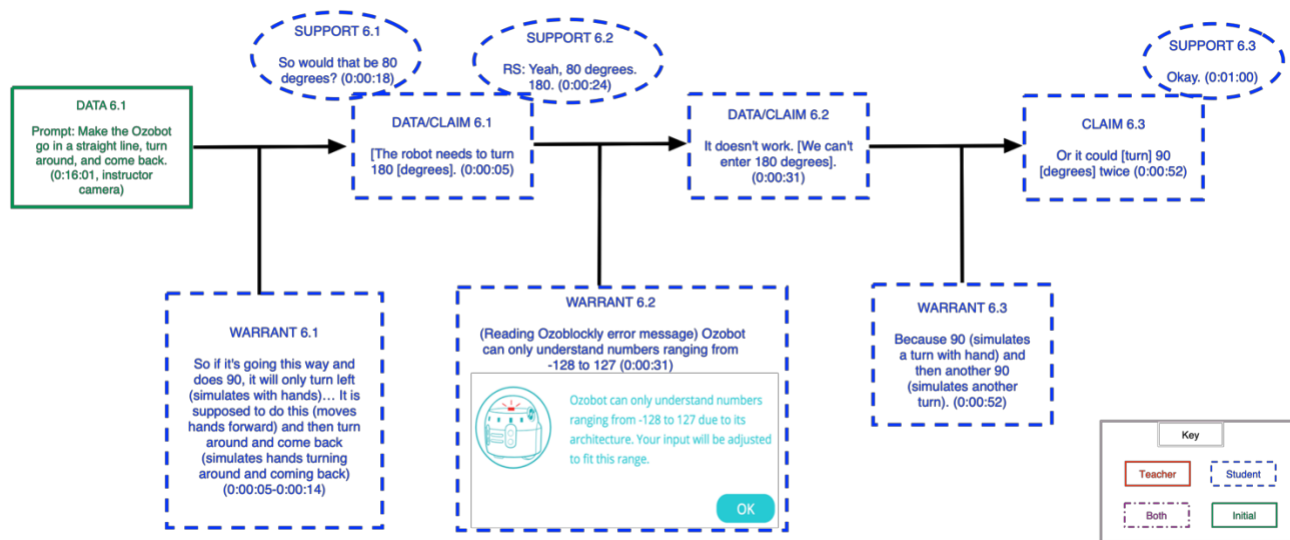 SUPPORT 6.1
So would that be 80
degrees? (0:00:18)
SUPPORT 6.2
RS: Yeah, 80 degrees.
180. (0:00:24)
SUPPORT 6.3
Okay. (0:01:00)
DATA 6.1
Prompt: Make the Ozobot
go in a straight line, turn
around, and come back.
(0:16:01, instructor
camera)
DATA/CLAIM 6.1
[The robot needs to turn
180 [degrees]. (0:00:05)
DATA/CLAIM 6.2
It doesn't work. [We can't
enter 180 degrees].
(0:00:31)
CLAIM 6.3
Or it could [turn] 90
[degrees] twice (0:00:52)
WARRANT 6.1
So if it's going this way and
does 90, it will only turn left
(simulates with hands)... It is
supposed to do this (moves
hands forward) and then turn
around and come back
(simulates hands turning
around and coming back)
(0:00:05-0:00:14)
WARRANT 6.2
(Reading Ozoblockly error message) Ozobot
can only understand numbers ranging from
-128 to 127 (0:00:31)
Ozobot can only understand numbers
ranging from -128 to 127 due to its
architecture. Your input will be adjusted
to fit this range.
OK
WARRANT 6.3
Because 90 (simulates
a turn with hand) and
then another 90
(simulates another
turn). (0:00:52)
Key
Teacher
Student
Both
Initial